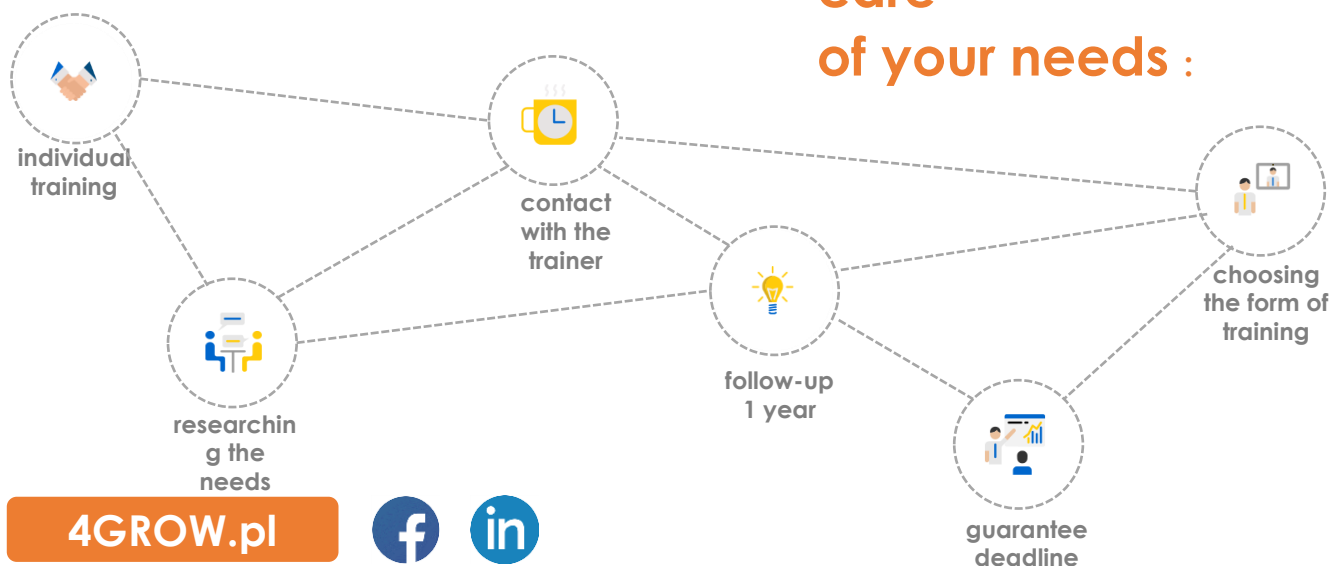 of your needs :
individual
training
contact
with the
trainer
choosing
the form of
training
follow-up
1 year
researchin
g the
needs
guarantee
deadline
4GROW.pl
f
in